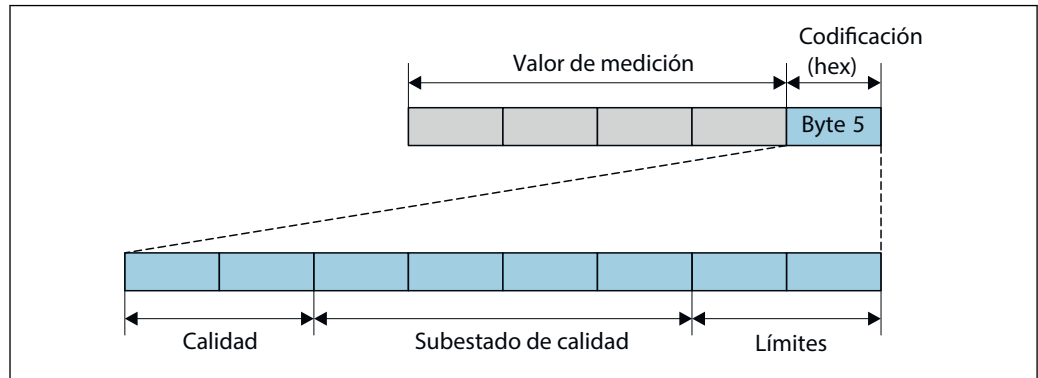 Codificación
(hex)
Valor de medición
Byte 5
Calidad
Subestado de calidad
Límites